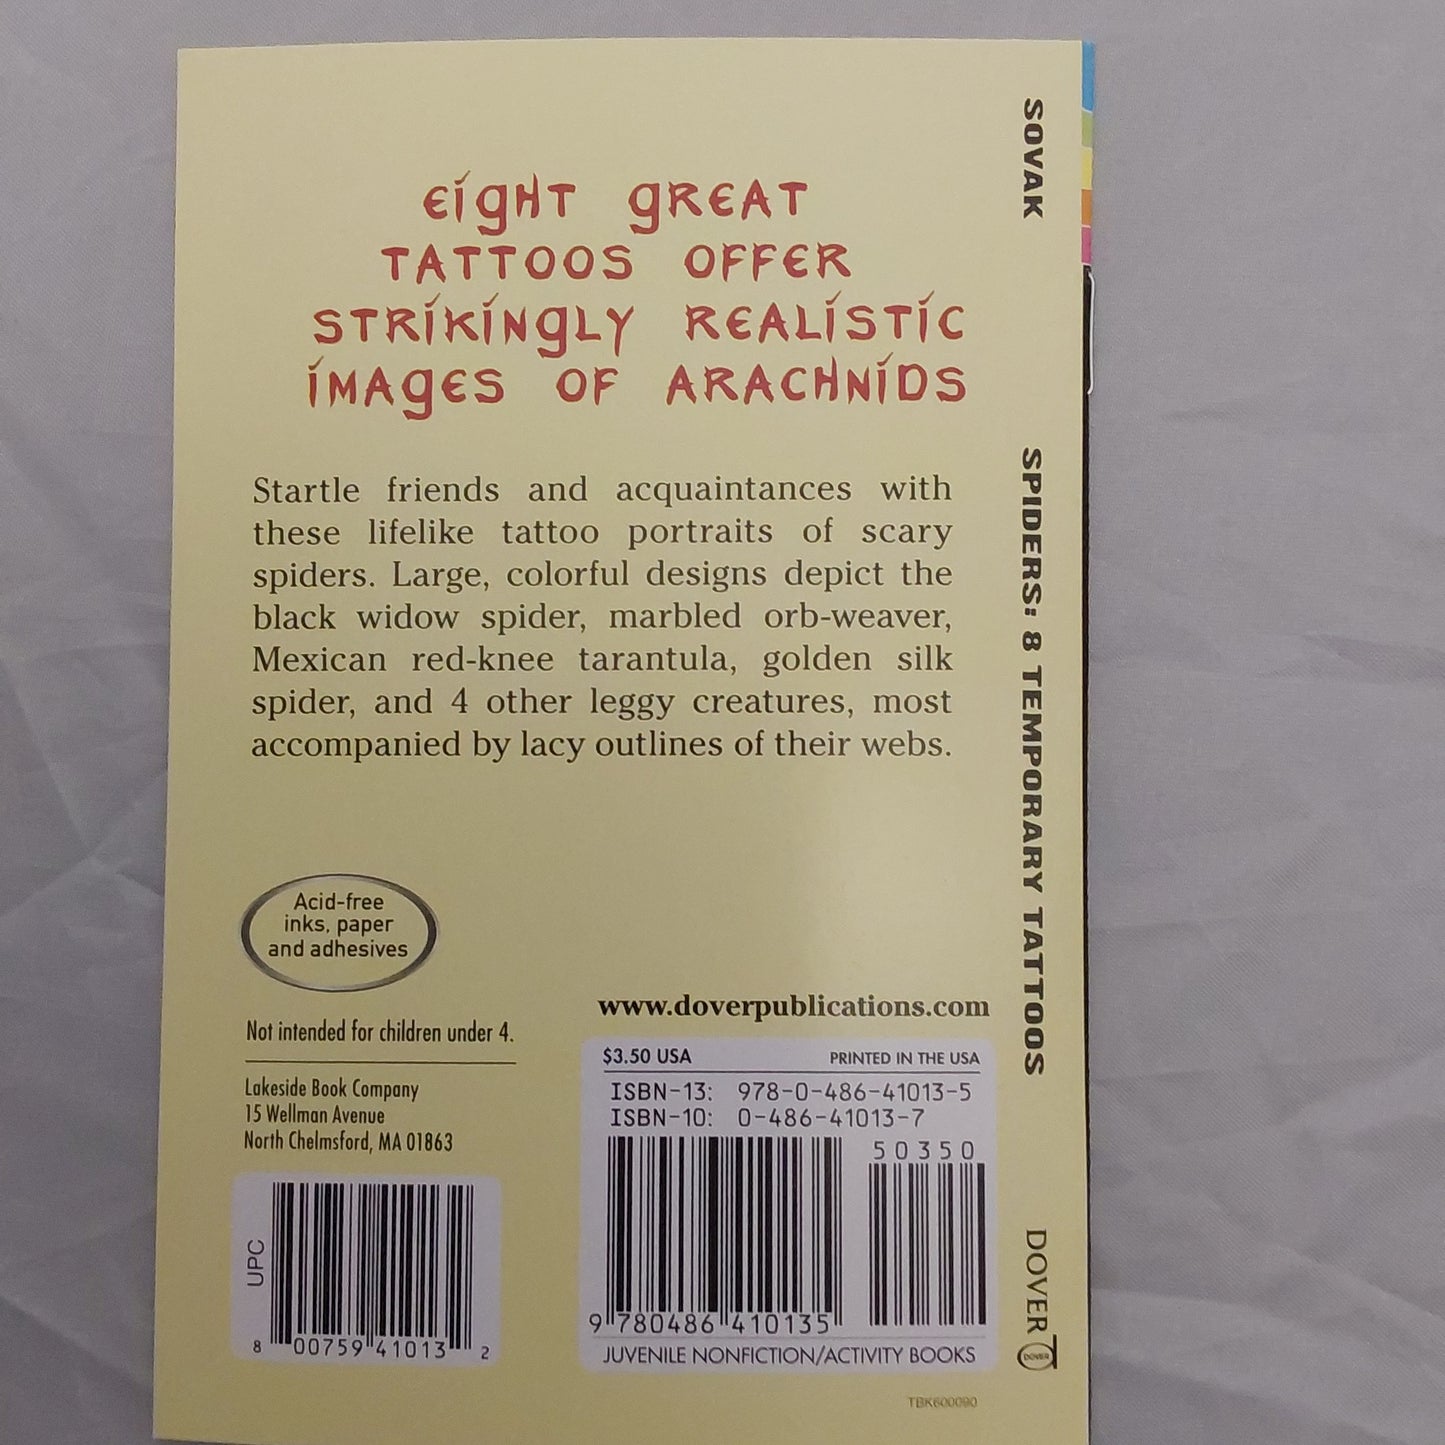 EIGHT GREAT
TATTOOS OFFER
STRIKINGLY REALISTIC
IMAGES OF ARACHNIDS
Startle friends and acquaintances with
these lifelike tattoo portraits of scary
spiders. Large, colorful designs depict the
black widow spider, marbled orb-weaver,
Mexican red-knee tarantula, golden silk
spider, and 4 other leggy creatures, most
accompanied by lacy outlines of their webs.
Acid-free
inks, paper
and adhesives
Not intended for children under 4.
Lakeside Book Company
15 Wellman Avenue
North Chelmsford, MA 01863
UPC
8 00759 41013 2
www.doverpublications.com
$3.50 USA PRINTED IN THE USA
ISBN-13: 978-0-486-41013-5
ISBN-10: 0-486-41013-7
50350
9 780486 410135
JUVENILE NONFICTION/ACTIVITY BOOKS
TBK600090
SOVAK
SPIDERS: 8 TEMPORARY TATTOOS
DOVER
DOVER